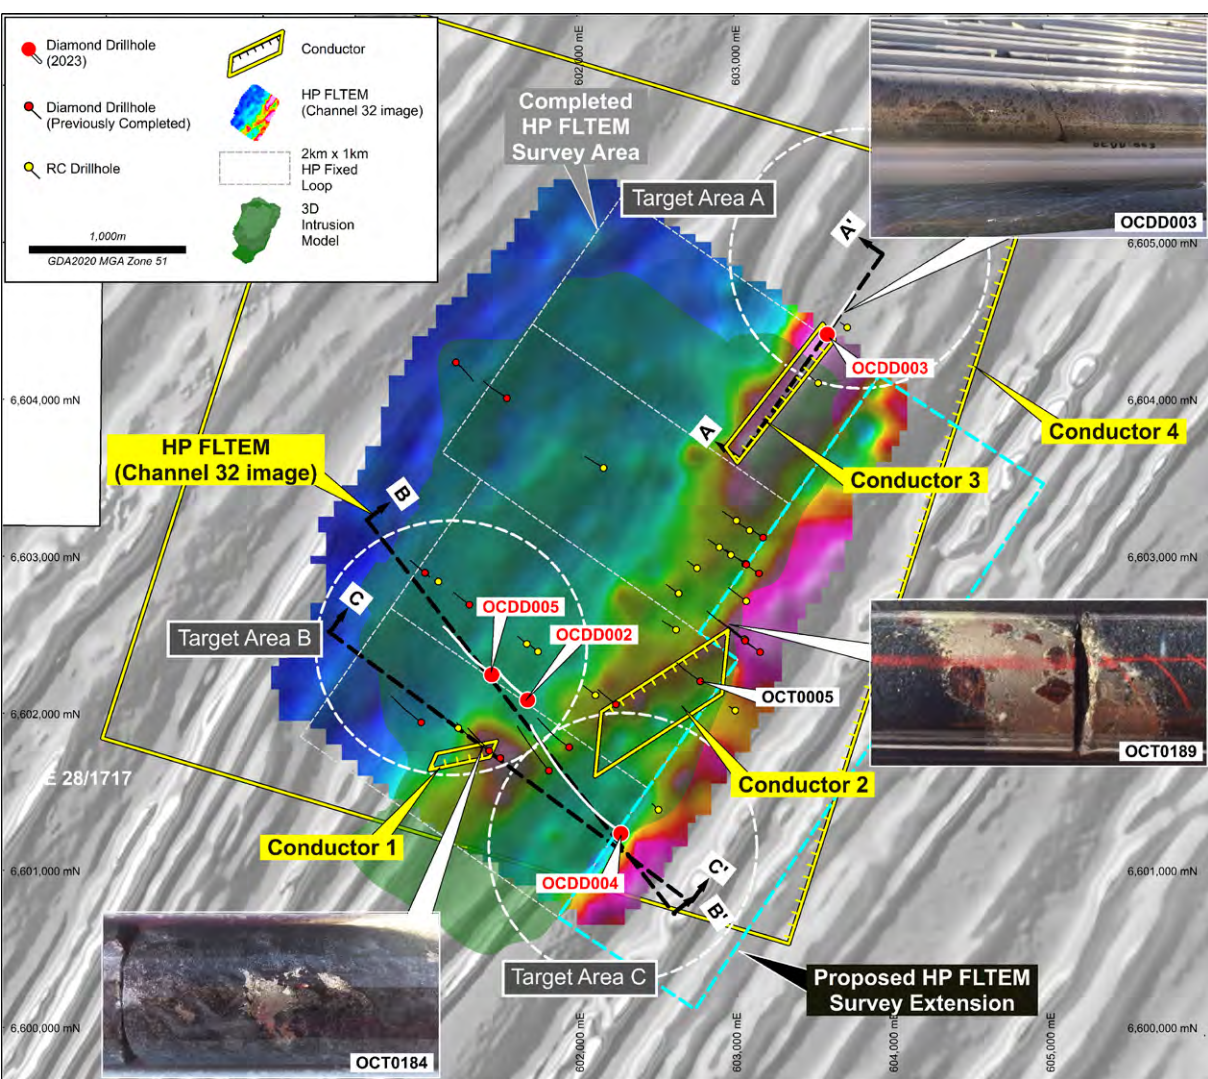 Diamond Drillhole
(2023)
Diamond Drillhole
(Previously Completed)
RC Drillhole
1,000m
GDA2020 MGA Zone 51
Conductor
HP FLTEM
(Channel 32 image)
2km x 1km
HP Fixed
Loop
3D
Intrusion
Model
602,000 mE
603,000 mE
Completed
HP FLTEM
Survey Area
Target Area A
A'
OCDD003
6,605,000 mN
OCDD003
6,604,000 mN
6,604,000 mN
A
Conductor 4
HP FLTEM
(Channel 32 image)
Conductor 3
B
6,603,000 mN
6,603,000 mN
C
OCDD005
Target Area B
OCDD002
OCT0005
OCT0189
6,602,000 mN
6,602,000 mN
E 28/1717
Conductor 2
Conductor 1
6,601,000 mN
6,601,000 mN
OCDD004
C'
B'
Target Area C
Proposed HP FLTEM
Survey Extension
6,600,000 mN
6,600,000 mN
OCT0184
602,000 mE
603,000 mE
604,000 mE
605,000 mE